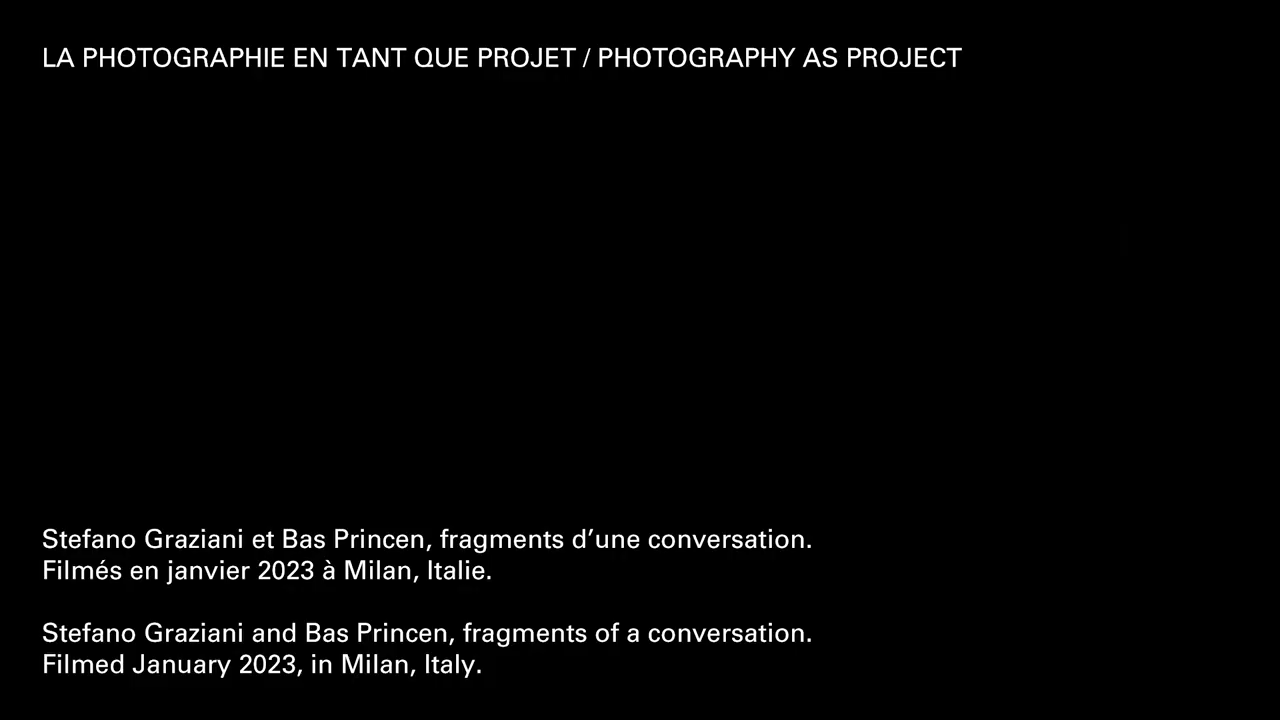 LA PHOTOGRAPHIE EN TANT QUE PROJET / PHOTOGRAPHY AS PROJECT
Stefano Graziani et Bas Princen, fragments d’une conversation.
Filmés en janvier 2023 à Milan, Italie.
Stefano Graziani and Bas Princen, fragments of a conversation.
Filmed January 2023, in Milan, Italy.